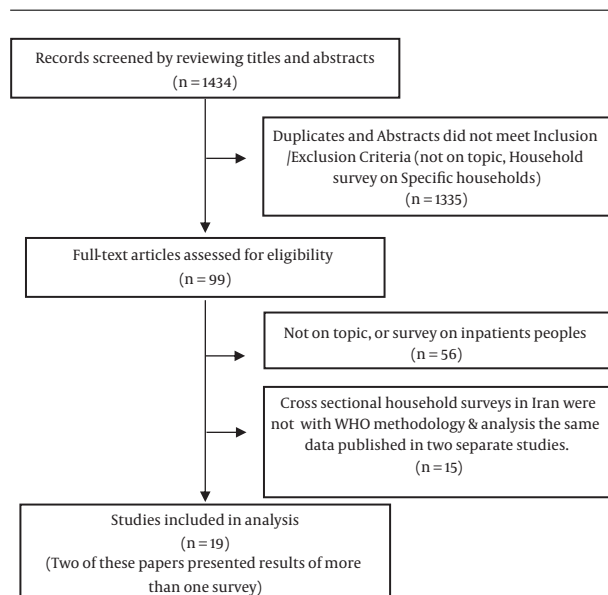 Records screened by reviewing titles and abstracts
(n = 1434)
Duplicates and Abstracts did not meet Inclusion
/Exclusion Criteria (not on topic, Household
survey on Specific households)
(n = 1335)
Full-text articles assessed for eligibility
(n = 99)
Not on topic, or survey on inpatients peoples
(n = 56)
Cross sectional household surveys in Iran were
not with WHO methodology & analysis the same
data published in two separate studies.
(n = 15)
Studies included in analysis
(n = 19)
(Two of these papers presented results of more
than one survey)